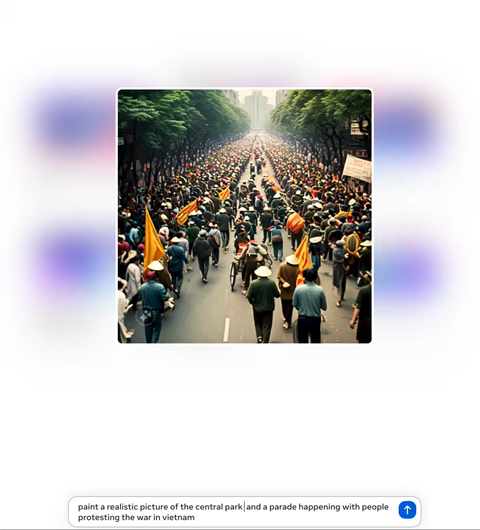 paint a realistic picture of the central park and a parade happening with people
protesting the war in vietnam